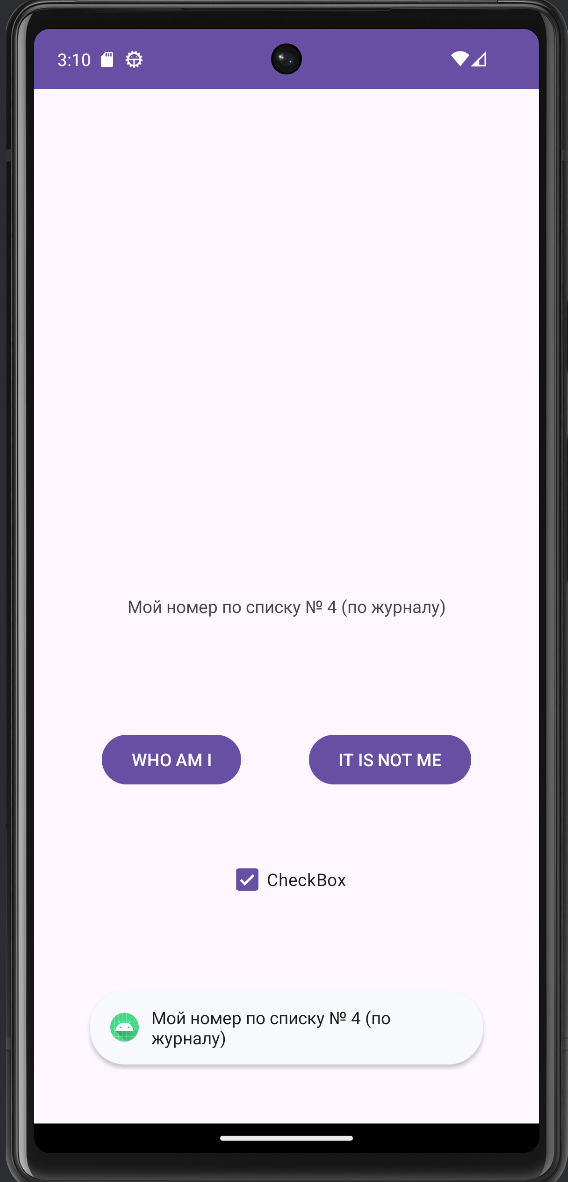 3:10
Мой номер по списку № 4 (по журналу)
WHO AM I
IT IS NOT ME
CheckBox
Мой номер по списку № 4 (по
журналу)